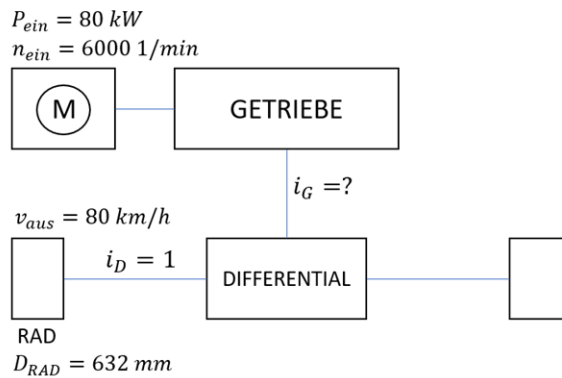 P_ein = 80 kW
n_ein = 6000 1/min
M
GETRIEBE
i_G =?
v_aus = 80 km/h
i_D = 1
DIFFERENTIAL
RAD
D_RAD = 632 mm